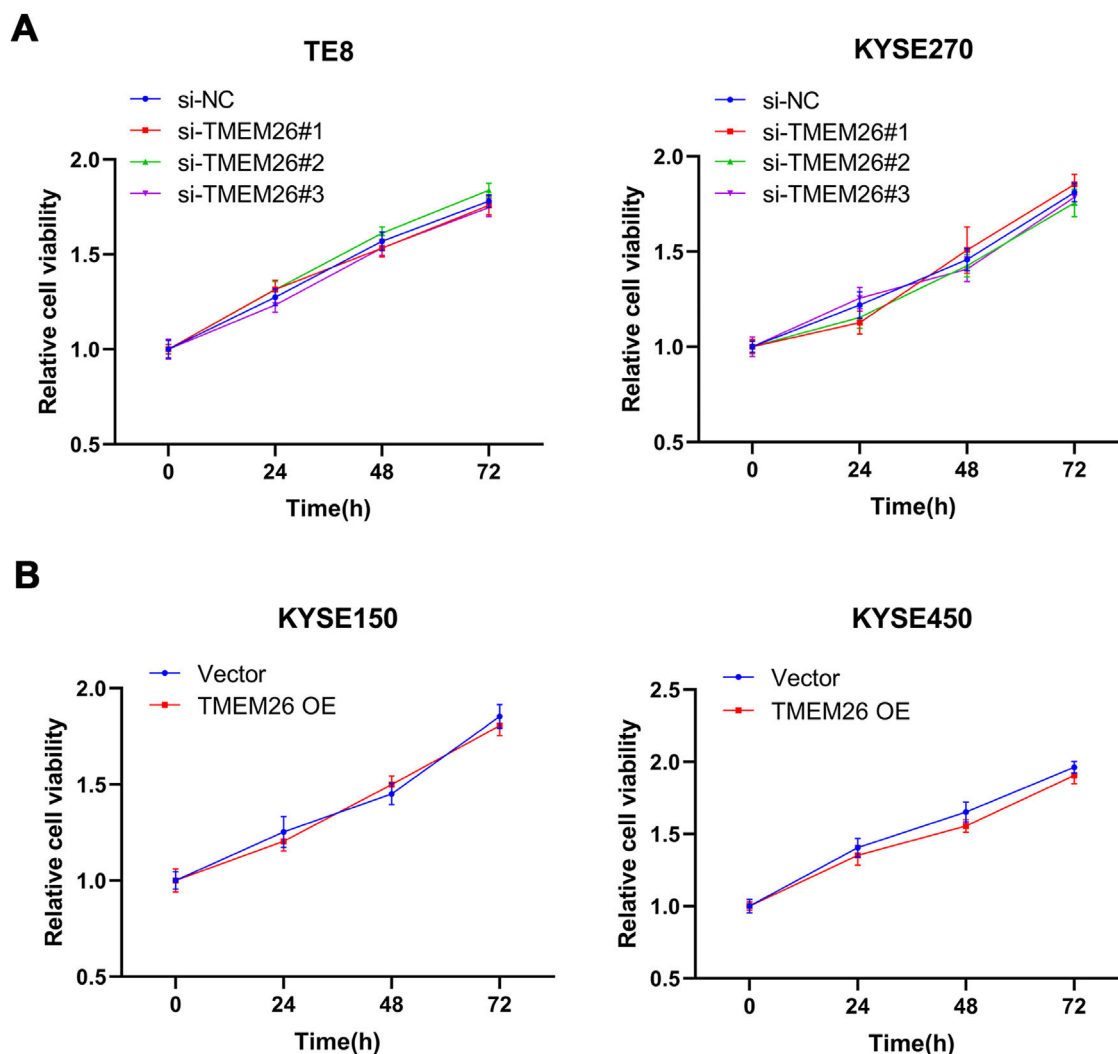 A
TE8
si-NC
si-TMEM26#1
si-TMEM26#2
si-TMEM26#3
Relative cell viability
2.0
1.5
1.0
0.5
0 24 48 72
Time(h)
KYSE270
si-NC
si-TMEM26#1
si-TMEM26#2
si-TMEM26#3
Relative cell viability
2.0
1.5
1.0
0.5
0 24 48 72
Time(h)
B
KYSE150
Vector
TMEM26 OE
Relative cell viability
2.0
1.5
1.0
0.5
0 24 48 72
Time(h)
KYSE450
Vector
TMEM26 OE
Relative cell viability
2.5
2.0
1.5
1.0
0.5
0 24 48 72
Time(h)